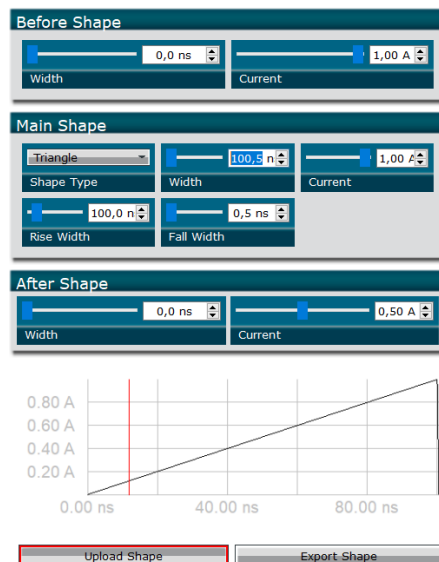 Before Shape
0,0 ns 1,00 A
Width Current
Main Shape
Triangle 100,5 n 1,00 A
Shape Type Width Current
100,0 n 0,5 ns
Rise Width Fall Width
After Shape
0,0 ns 0,50 A
Width Current
0.80 A
0.60 A
0.40 A
0.20 A
0.00 ns 40.00 ns 80.00 ns
Upload Shape Export Shape